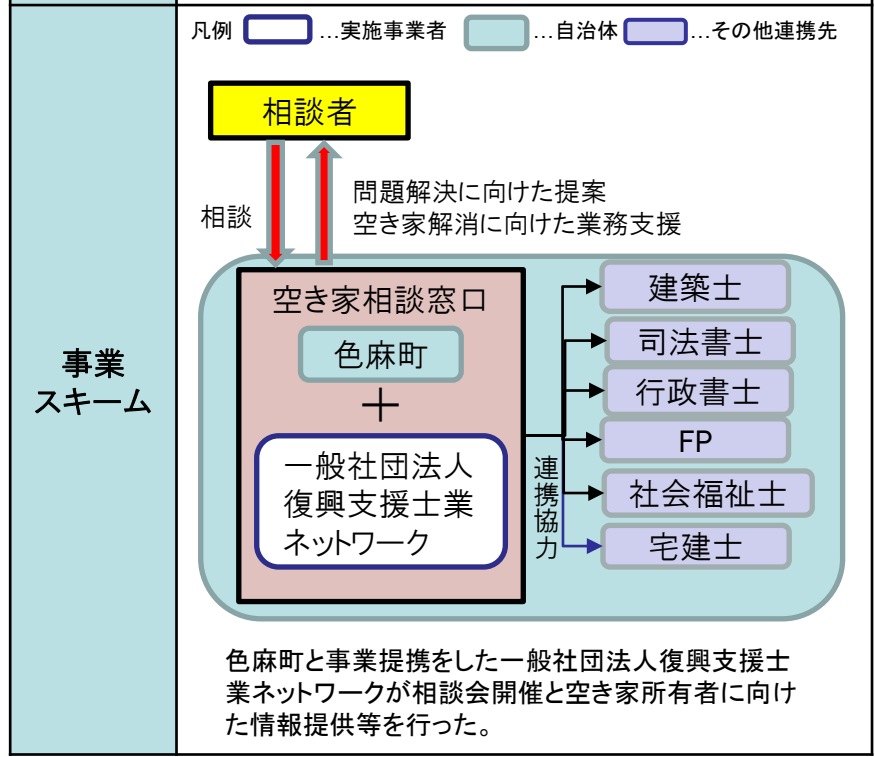 凡例 …実施事業者 …自治体 …その他連携先
相談者
相談
問題解決に向けた提案
空き家解消に向けた業務支援
事業
スキーム
空き家相談窓口
色麻町
＋
一般社団法人
復興支援士業
ネットワーク
連携協力
建築士
司法書士
行政書士
FP
社会福祉士
宅建士
色麻町と事業提携をした一般社団法人復興支援士
業ネットワークが相談会開催と空き家所有者に向け
た情報提供等を行った。